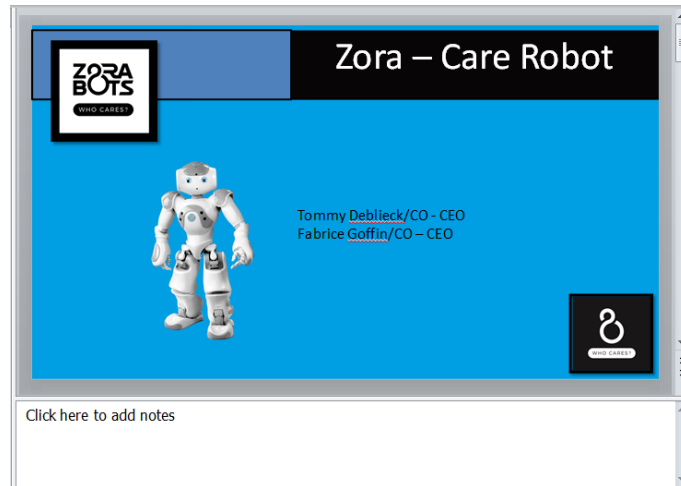 Zora – Care Robot
ZORA
BOTS
WHO CARES?
Tommy Deblieck/CO - CEO
Fabrice Goffin/CO – CEO
WHO CARES?
Click here to add notes